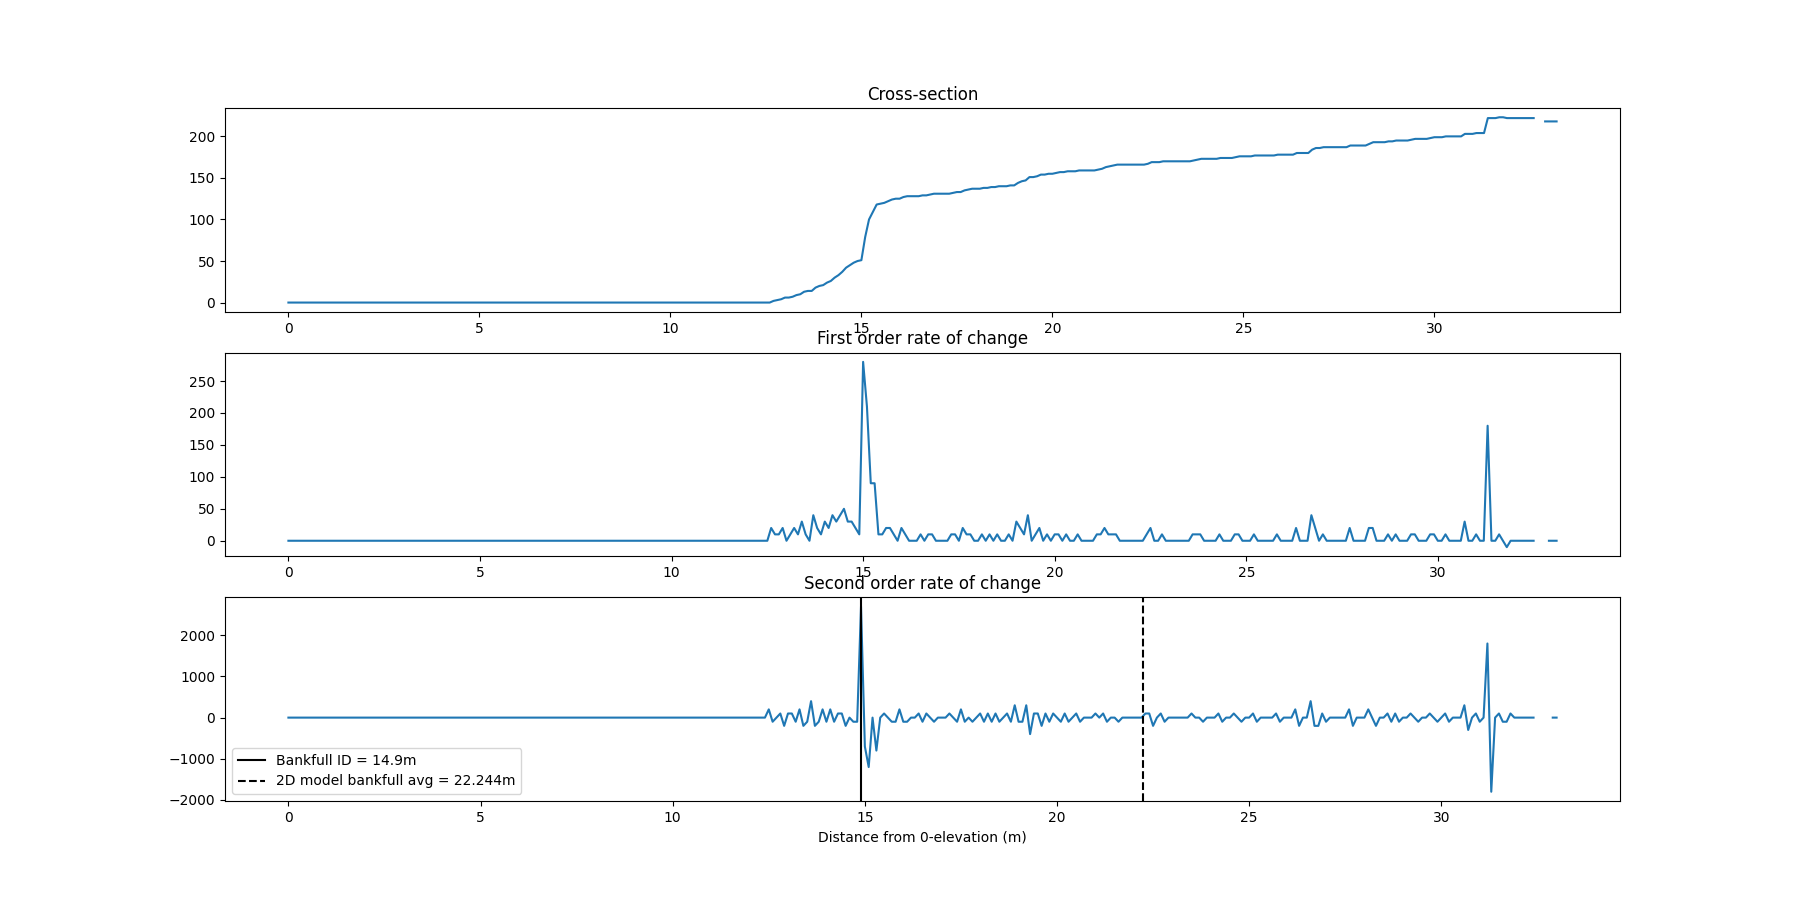 Cross-section
200
150
100
50
0
0 5 10 15 20 25 30
First order rate of change
250
200
150
100
50
0
0 5 10 15 20 25 30
Second order rate of change
2000
1000
0
−1000
−2000
Bankfull ID = 14.9m
2D model bankfull avg = 22.244m
0 5 10 15 20 25 30
Distance from 0-elevation (m)